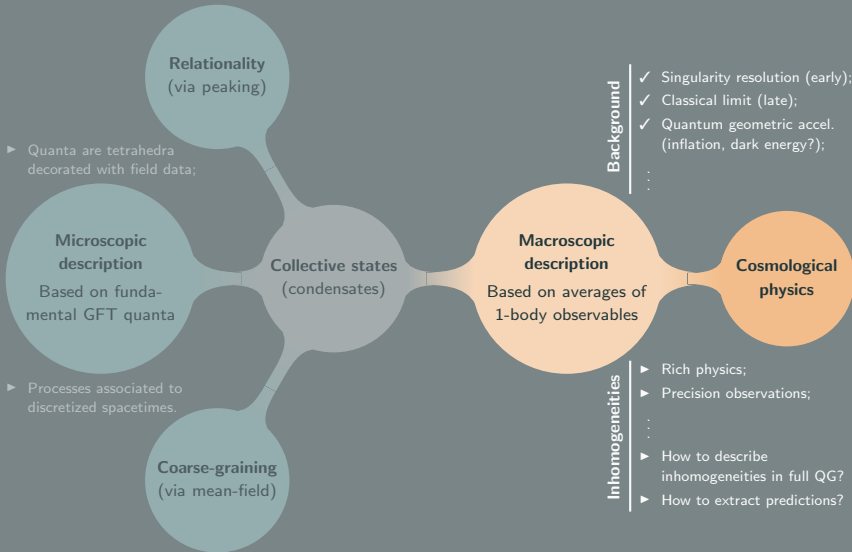 Relationality
(via peaking)
► Quanta are tetrahedra
decorated with field data;
Microscopic
description
Based on funda-
mental GFT quanta
► Processes associated to
discretized spacetimes.
Coarse-graining
(via mean-field)
Collective states
(condensates)
Macroscopic
description
Based on averages of
1-body observables
Background
✓ Singularity resolution (early);
✓ Classical limit (late);
✓ Quantum geometric accel.
(inflation, dark energy?);
⋮
Cosmological
physics
Inhomogeneities
► Rich physics;
► Precision observations;
⋮
► How to describe
inhomogeneities in full QG?
► How to extract predictions?